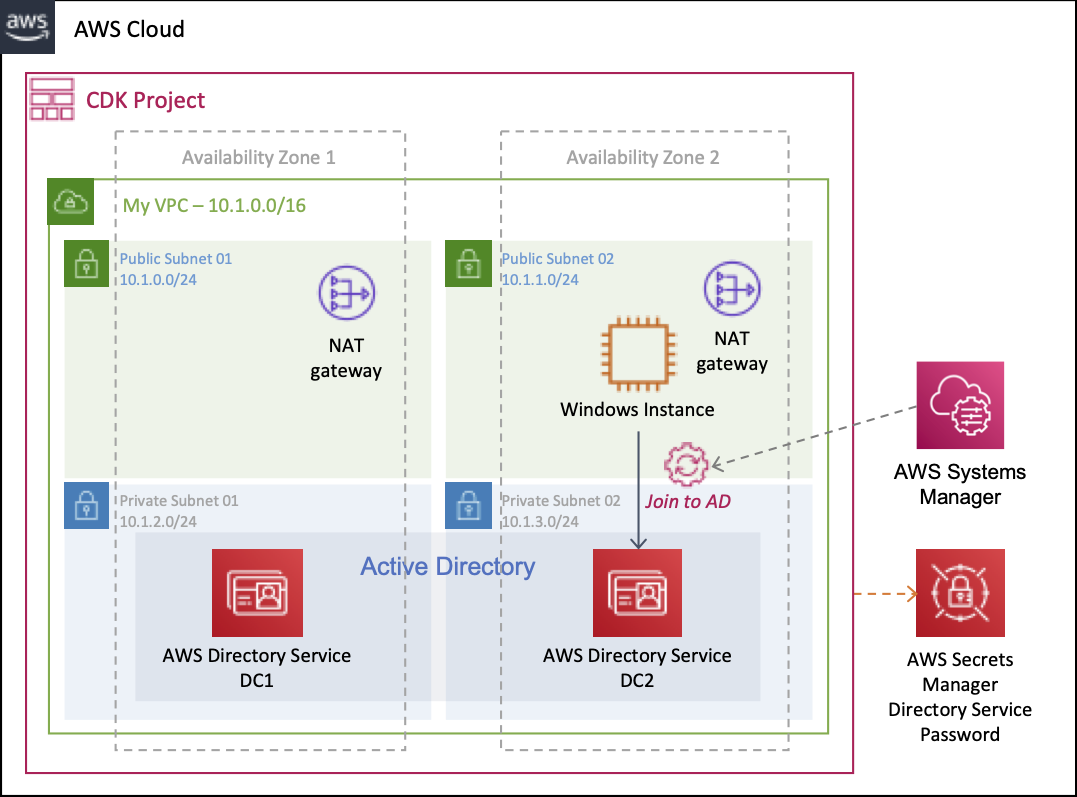 aws
AWS Cloud
CDK Project
Availability Zone 1
Availability Zone 2
My VPC – 10.1.0.0/16
Public Subnet 01
10.1.0.0/24
Public Subnet 02
10.1.1.0/24
NAT
gateway
NAT
gateway
Windows Instance
AWS Systems
Manager
Join to AD
Private Subnet 01
10.1.2.0/24
Private Subnet 02
10.1.3.0/24
Active Directory
AWS Directory Service
DC1
AWS Directory Service
DC2
AWS Secrets
Manager
Directory Service
Password